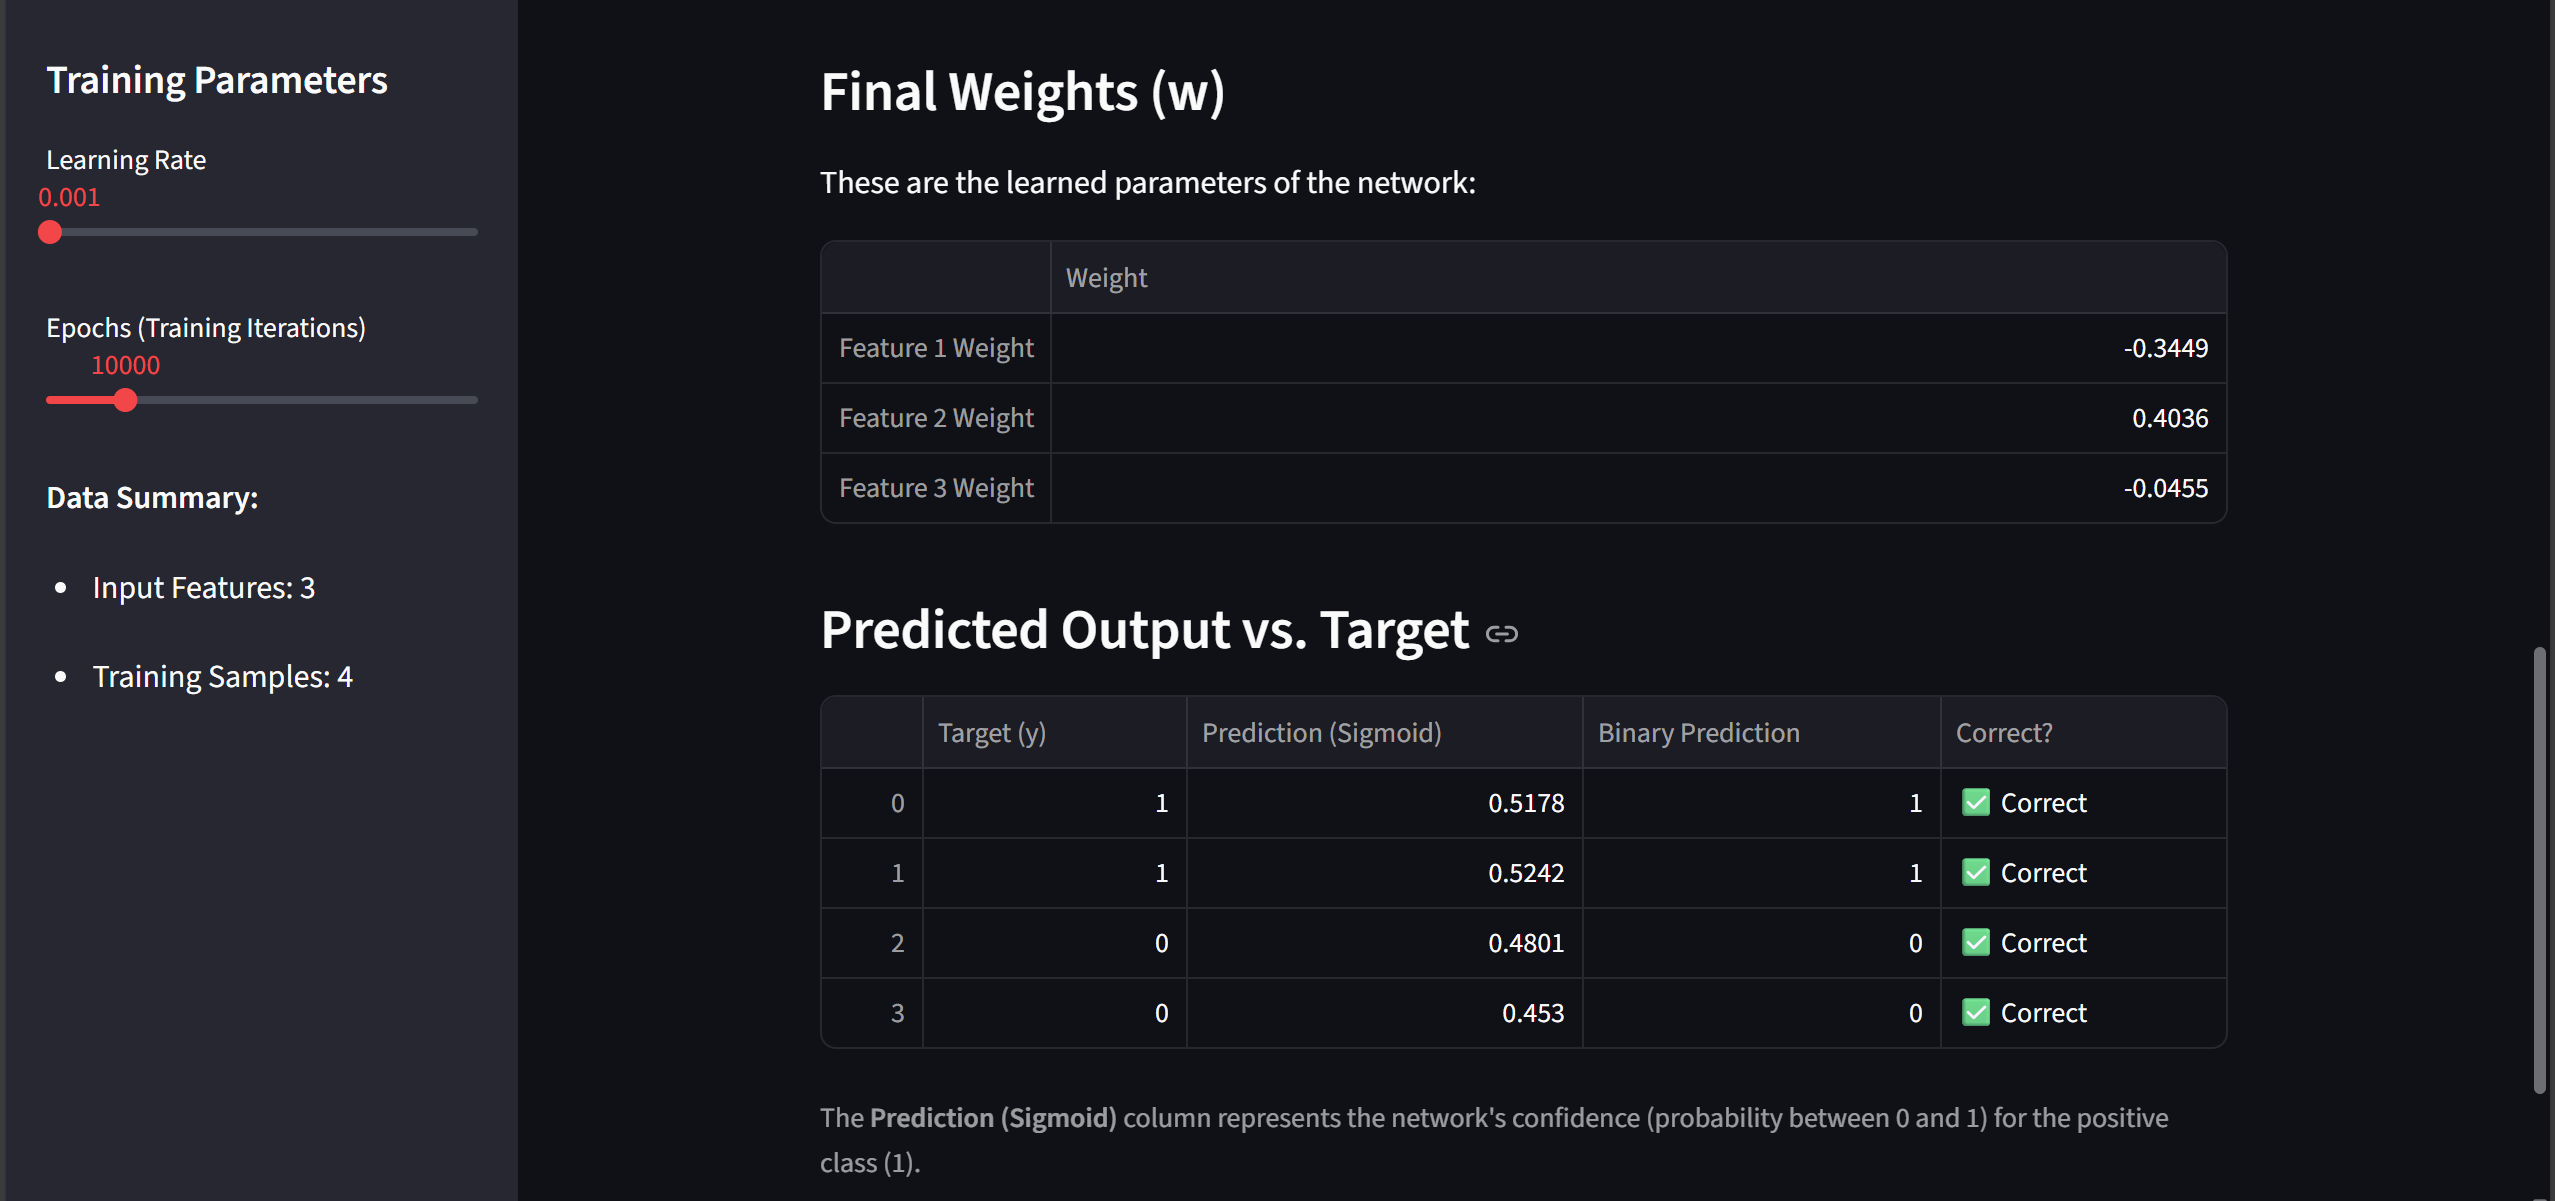 Training Parameters
Learning Rate
0.001
Epochs (Training Iterations)
10000
Data Summary:
Input Features: 3
Training Samples: 4
Final Weights (w)
These are the learned parameters of the network:
Weight
Feature 1 Weight -0.3449
Feature 2 Weight 0.4036
Feature 3 Weight -0.0455
Predicted Output vs. Target
Target (y) Prediction (Sigmoid) Binary Prediction Correct?
0 1 0.5178 1 ✅ Correct
1 1 0.5242 1 ✅ Correct
2 0 0.4801 0 ✅ Correct
3 0 0.453 0 ✅ Correct
The Prediction (Sigmoid) column represents the network's confidence (probability between 0 and 1) for the positive
class (1).